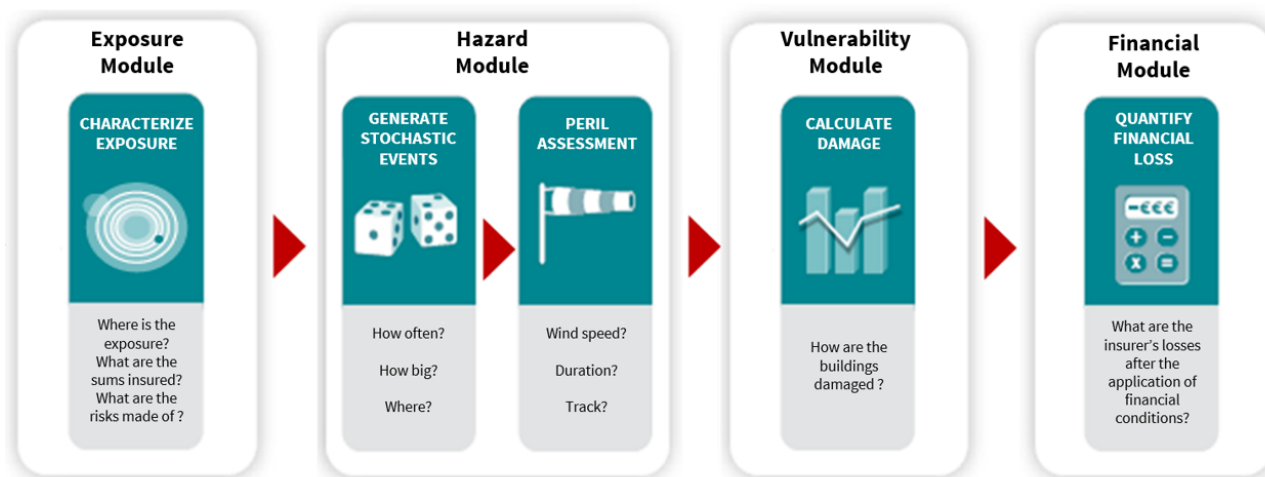 Exposure
Module
CHARACTERIZE
EXPOSURE
Where is the
exposure?
What are the
sums insured?
What are the
risks made of ?
Hazard
Module
GENERATE
STOCHASTIC
EVENTS
How often?
How big?
Where?
PERIL
ASSESSMENT
Wind speed?
Duration?
Track?
Vulnerability
Module
CALCULATE
DAMAGE
How are the
buildings
damaged ?
Financial
Module
QUANTIFY
FINANCIAL
LOSS
-€€€
+ −
x =
What are the
insurer’s losses
after the
application of
financial
conditions?